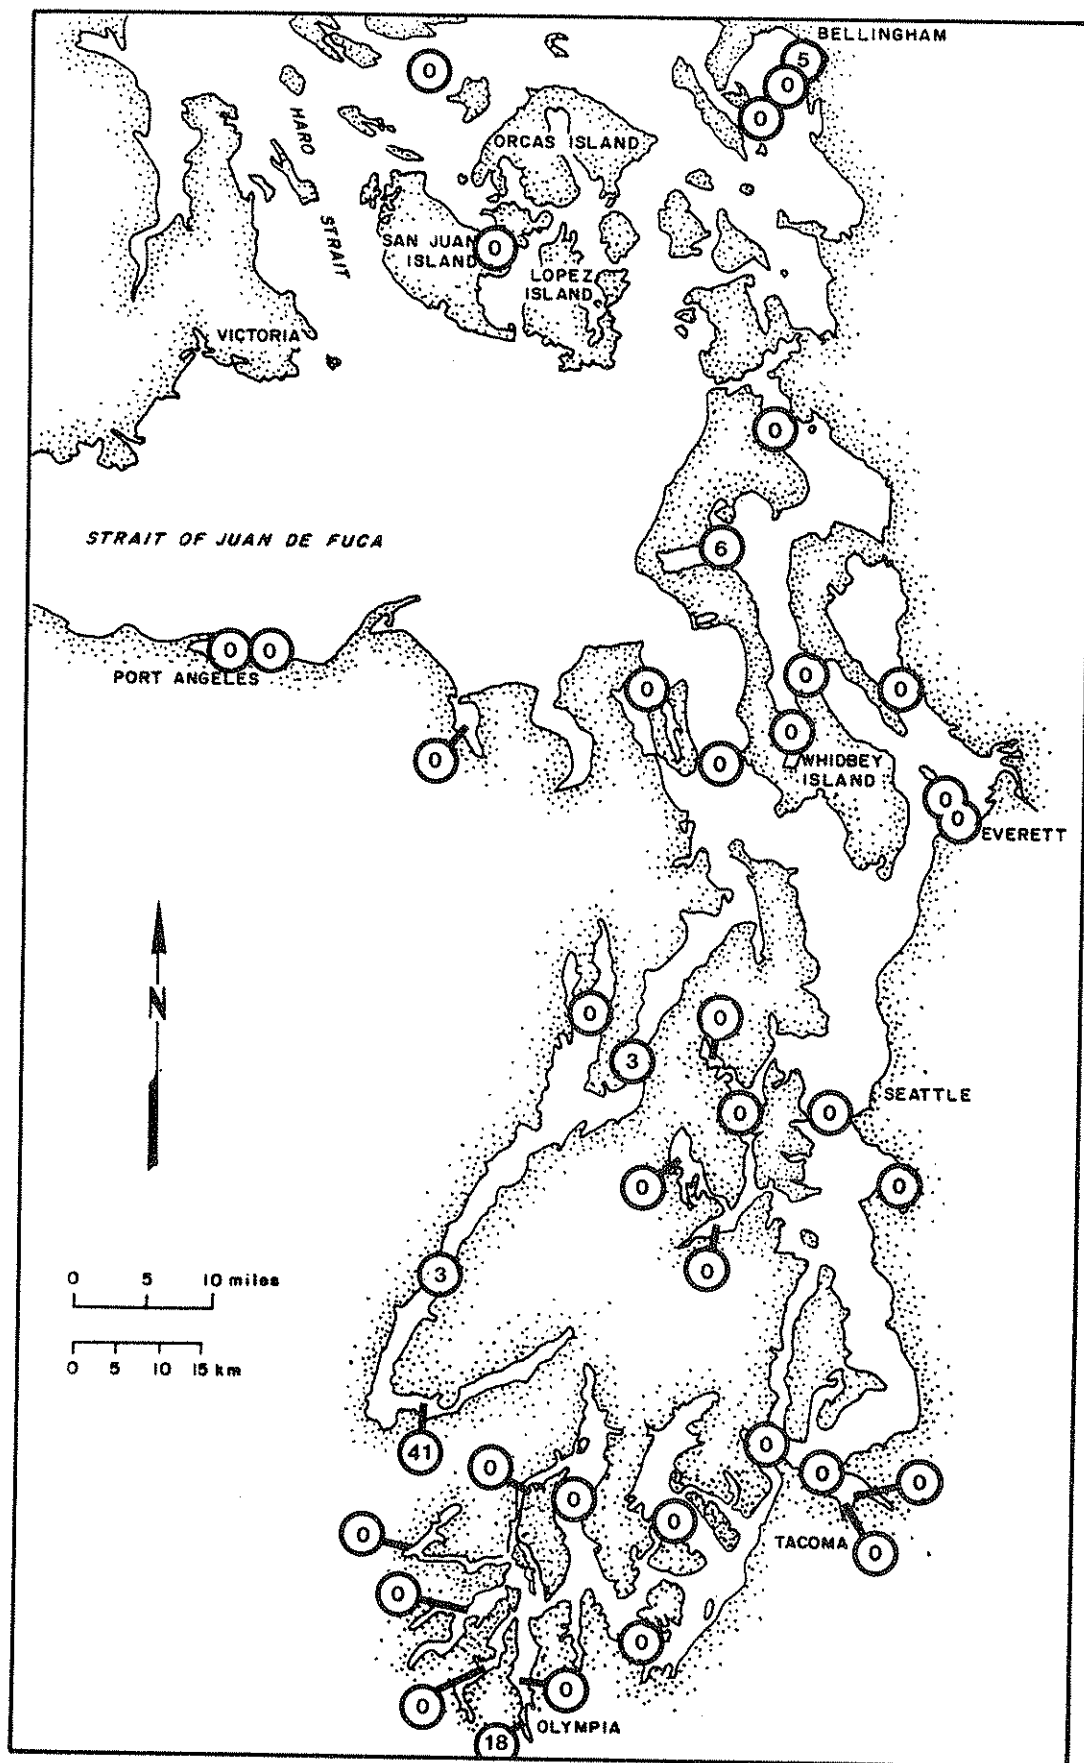 BELLINGHAM
5
0
0
0
HARO
STRAIT
ORCAS ISLAND
SAN JUAN
ISLAND
0
LOPEZ
ISLAND
VICTORIA
0
STRAIT OF JUAN DE FUCA
6
0
0
PORT ANGELES
0
0
0
0
0
0
WHIDBEY
ISLAND
0
0
EVERETT
N
0
0
3
0
0
SEATTLE
0
0
0
3
0 5 10 miles
0 5 10 15 km
41
0
0
0
0
0
0
0
0
TACOMA
0
0
0
0
0
18
OLYMPIA